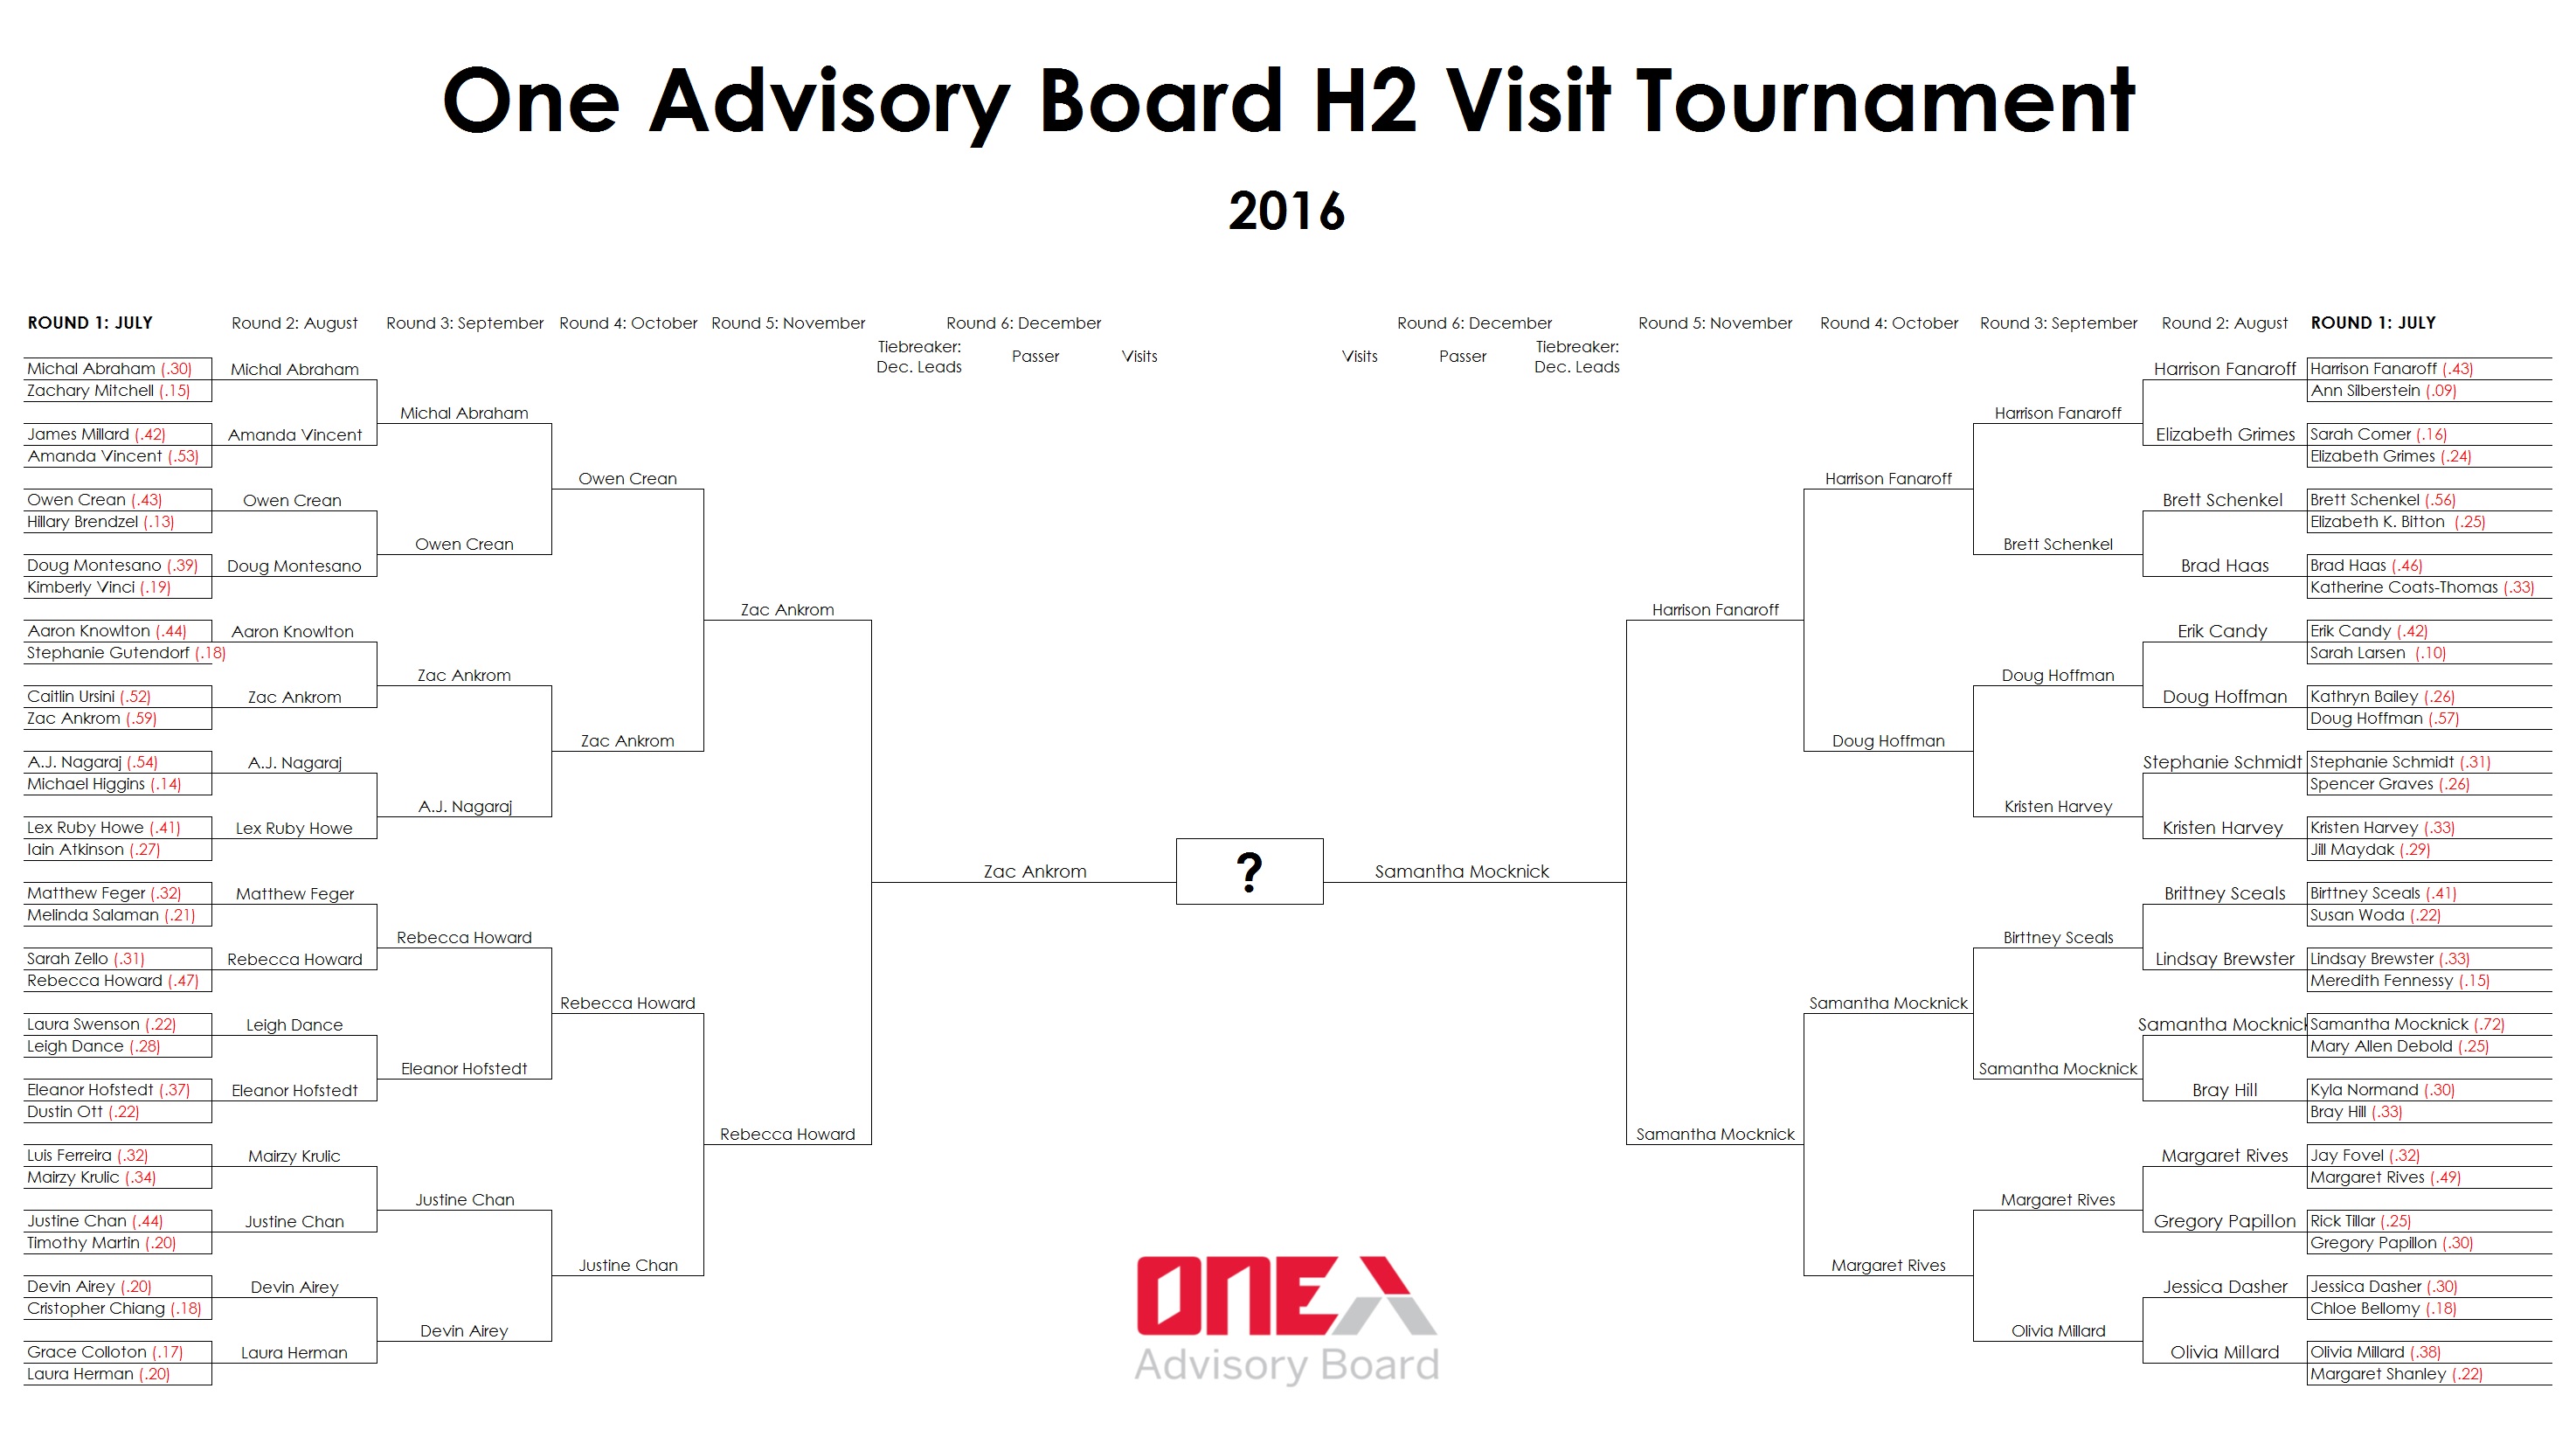 One Advisory Board H2 Visit Tournament
2016
ROUND 1: JULY
Round 2: August
Round 3: September
Round 4: October
Round 5: November
Round 6: December
Round 6: December
Round 5: November
Round 4: October
Round 3: September
Round 2: August
ROUND 1: JULY
Tiebreaker:
Dec. Leads
Passer
Visits
Visits
Passer
Tiebreaker:
Dec. Leads
Michal Abraham (.30)
Zachary Mitchell (.15)
James Millard (.42)
Amanda Vincent (.53)
Owen Crean (.43)
Hillary Brendzel (.13)
Doug Montesano (.39)
Kimberly Vinci (.19)
Aaron Knowlton (.44)
Stephanie Gutendorf (.18)
Caitlin Ursini (.52)
Zac Ankrom (.59)
A.J. Nagaraj (.54)
Michael Higgins (.14)
Lex Ruby Howe (.41)
Iain Atkinson (.27)
Matthew Feger (.32)
Melinda Salaman (.21)
Sarah Zello (.31)
Rebecca Howard (.47)
Laura Swenson (.22)
Leigh Dance (.28)
Eleanor Hofstedt (.37)
Dustin Ott (.22)
Luis Ferreira (.32)
Mairzy Krulic (.34)
Justine Chan (.44)
Timothy Martin (.20)
Devin Airey (.20)
Cristopher Chiang (.18)
Grace Colloton (.17)
Laura Herman (.20)
Michal Abraham
Amanda Vincent
Owen Crean
Doug Montesano
Aaron Knowlton
Zac Ankrom
A.J. Nagaraj
Lex Ruby Howe
Matthew Feger
Rebecca Howard
Leigh Dance
Eleanor Hofstedt
Mairzy Krulic
Justine Chan
Devin Airey
Laura Herman
Michal Abraham
Owen Crean
Zac Ankrom
A.J. Nagaraj
Rebecca Howard
Eleanor Hofstedt
Justine Chan
Devin Airey
Owen Crean
Zac Ankrom
Rebecca Howard
Justine Chan
Zac Ankrom
Rebecca Howard
Zac Ankrom
?
Samantha Mocknick
Harrison Fanaroff
Samantha Mocknick
Harrison Fanaroff
Doug Hoffman
Samantha Mocknick
Margaret Rives
Harrison Fanaroff
Brett Schenkel
Doug Hoffman
Kristen Harvey
Birttney Sceals
Samantha Mocknick
Margaret Rives
Olivia Millard
Harrison Fanaroff
Elizabeth Grimes
Brett Schenkel
Brad Haas
Erik Candy
Doug Hoffman
Stephanie Schmidt
Kristen Harvey
Brittney Sceals
Lindsay Brewster
Samantha Mocknick
Bray Hill
Margaret Rives
Gregory Papillon
Jessica Dasher
Olivia Millard
Harrison Fanaroff (.43)
Ann Silberstein (.09)
Sarah Comer (.16)
Elizabeth Grimes (.24)
Brett Schenkel (.56)
Elizabeth K. Bitton (.25)
Brad Haas (.46)
Katherine Coats-Thomas (.33)
Erik Candy (.42)
Sarah Larsen (.10)
Kathryn Bailey (.26)
Doug Hoffman (.57)
Stephanie Schmidt (.31)
Spencer Graves (.26)
Kristen Harvey (.33)
Jill Maydak (.29)
Birttney Sceals (.41)
Susan Woda (.22)
Lindsay Brewster (.33)
Meredith Fennessy (.15)
Samantha Mocknick (.72)
Mary Allen Debold (.25)
Kyla Normand (.30)
Bray Hill (.33)
Jay Fovel (.32)
Margaret Rives (.49)
Rick Tillar (.25)
Gregory Papillon (.30)
Jessica Dasher (.30)
Chloe Bellomy (.18)
Olivia Millard (.38)
Margaret Shanley (.22)
ONE
Advisory Board